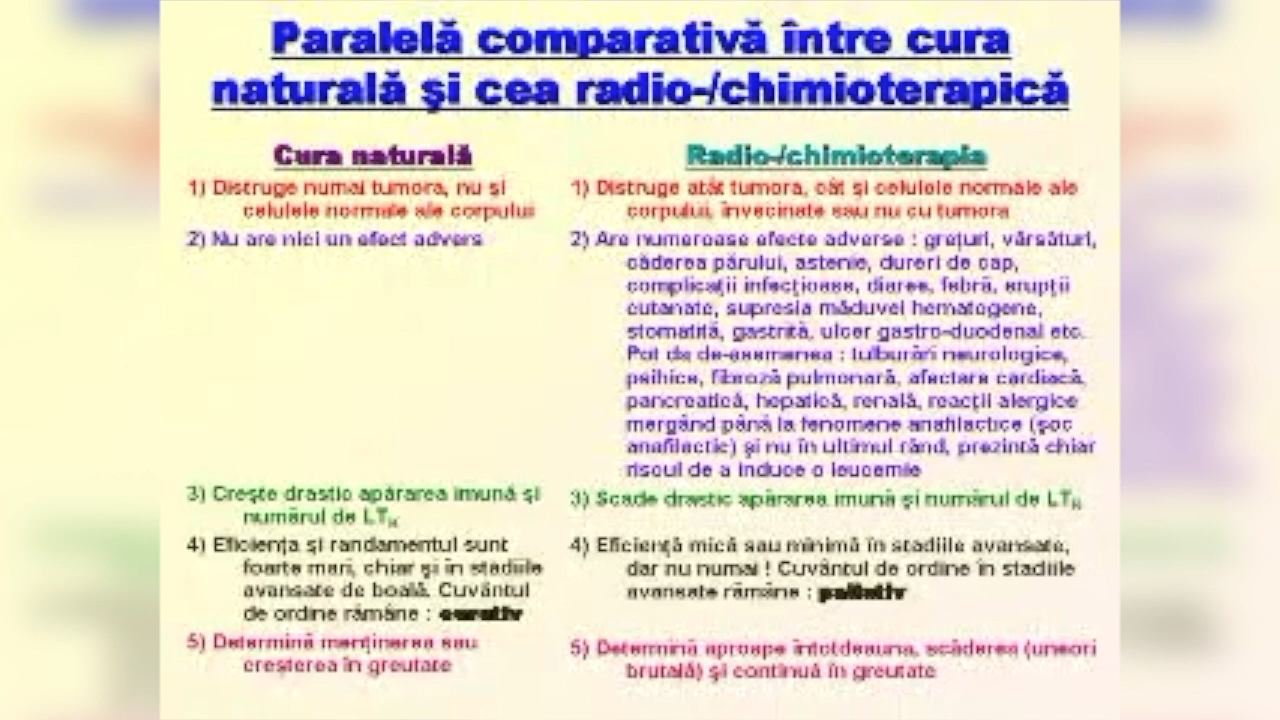 Paralelă comparativă între cura
naturală şi cea radio-/chimioterapică
Cura naturală
1) Distruge numai tumora, nu şi
celulele normale ale corpului
2) Nu are nici un efect advers
3) Creşte drastic apărarea imună şi
numărul de LTK
4) Eficienţa şi randamentul sunt
foarte mari, chiar şi în stadiile
avansate de boală. Cuvântul
de ordine rămâne : curativ
5) Determină menţinerea sau
creşterea în greutate
Radio-/chimioterapia
1) Distruge atât tumora, cât şi celulele normale ale
corpului, învecinate sau nu cu tumora
2) Are numeroase efecte adverse : greţuri, vărsături,
căderea părului, astenie, dureri de cap,
complicaţii infecţioase, diaree, febră, erupţii
cutanate, supresia măduvei hematogene,
stomatită, gastrită, ulcer gastro-duodenal etc.
Pot da de-asemenea : tulburări neurologice,
psihice, fibroză pulmonară, afectare cardiacă,
pancreatică, hepatică, renală, reacţii alergice
mergând până la fenomene anafilactice (şoc
anafilactic) şi nu în ultimul rând, prezintă chiar
riscul de a induce o leucemie
3) Scade drastic apărarea imună şi numărul de LTK
4) Eficienţă mică sau minimă în stadiile avansate,
dar nu numai ! Cuvântul de ordine în stadiile
avansate rămâne : paliativ
5) Determină aproape întotdeauna, scăderea (uneori
brutală) şi continuă în greutate